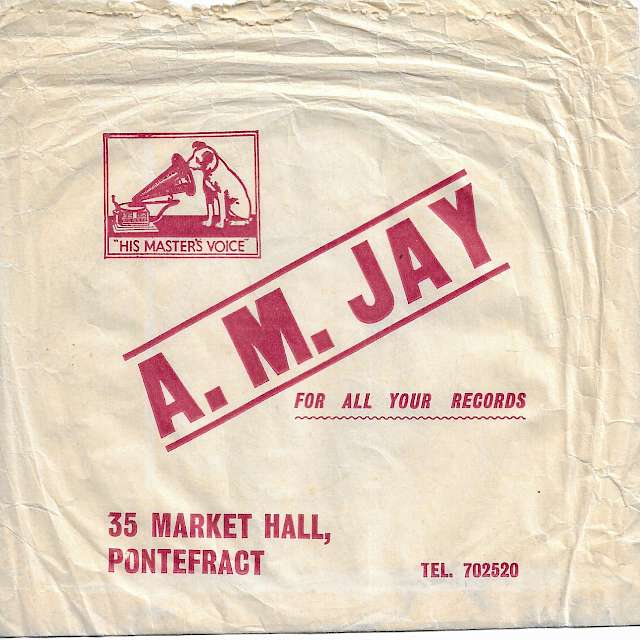 "HIS MASTER'S VOICE"
A. M. JAY
FOR ALL YOUR RECORDS
35 MARKET HALL,
PONTEFRACT
TEL. 702520